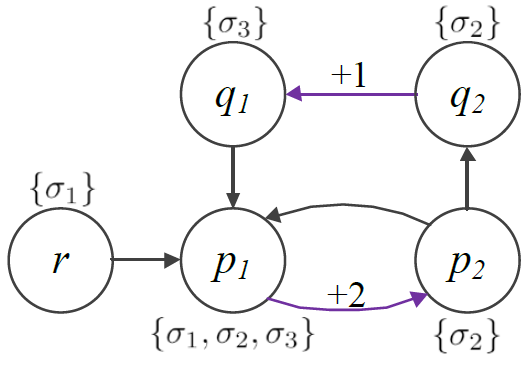 {σ₃} {σ₂}
q₁ +1 q₂
{σ₁}
r p₁ p₂
+2
{σ₁, σ₂, σ₃} {σ₂}